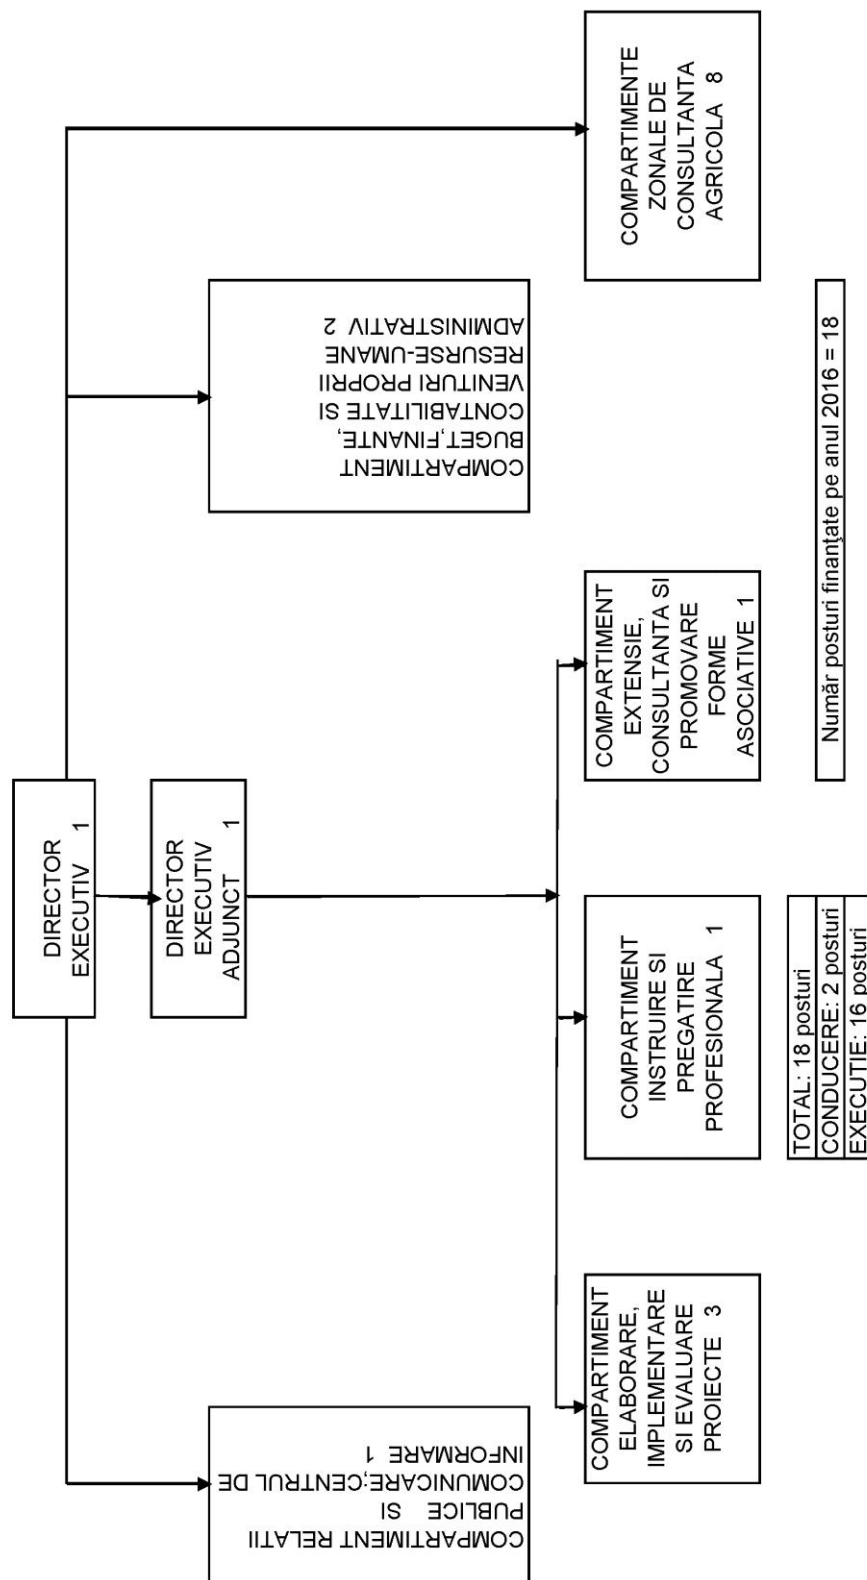 DIRECTOR
EXECUTIV 1
DIRECTOR
EXECUTIV
ADJUNCT 1
COMPARTIMENT RELATII
PUBLICE SI
COMUNICARE;CENTRUL DE
INFORMARE 1
COMPARTIMENT
BUGET,FINANTE,
CONTABILITATE SI
VENITURI PROPRII
RESURSE-UMANE
ADMINISTRATIV 2
COMPARTIMENT
ELABORARE,
IMPLEMENTARE
SI EVALUARE
PROIECTE 3
COMPARTIMENT
INSTRUIRE SI
PREGATIRE
PROFESIONALA 1
COMPARTIMENT
EXTENSIE,
CONSULTANTA SI
PROMOVARE
FORME
ASOCIATIVE 1
COMPARTIMENTE
ZONALE DE
CONSULTANTA
AGRICOLA 8
TOTAL: 18 posturi
CONDUCERE: 2 posturi
EXECUTIE: 16 posturi
Număr posturi finanţate pe anul 2016 = 18